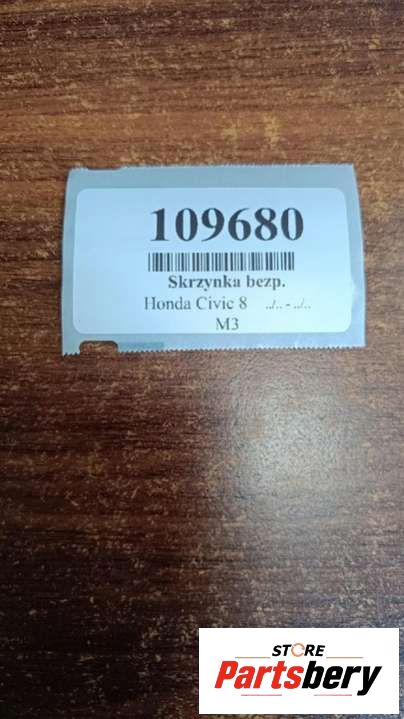 109680
Skrzynka bezp.
Honda Civic 8 ../.. - ../..
M3
STORE
Partsbery